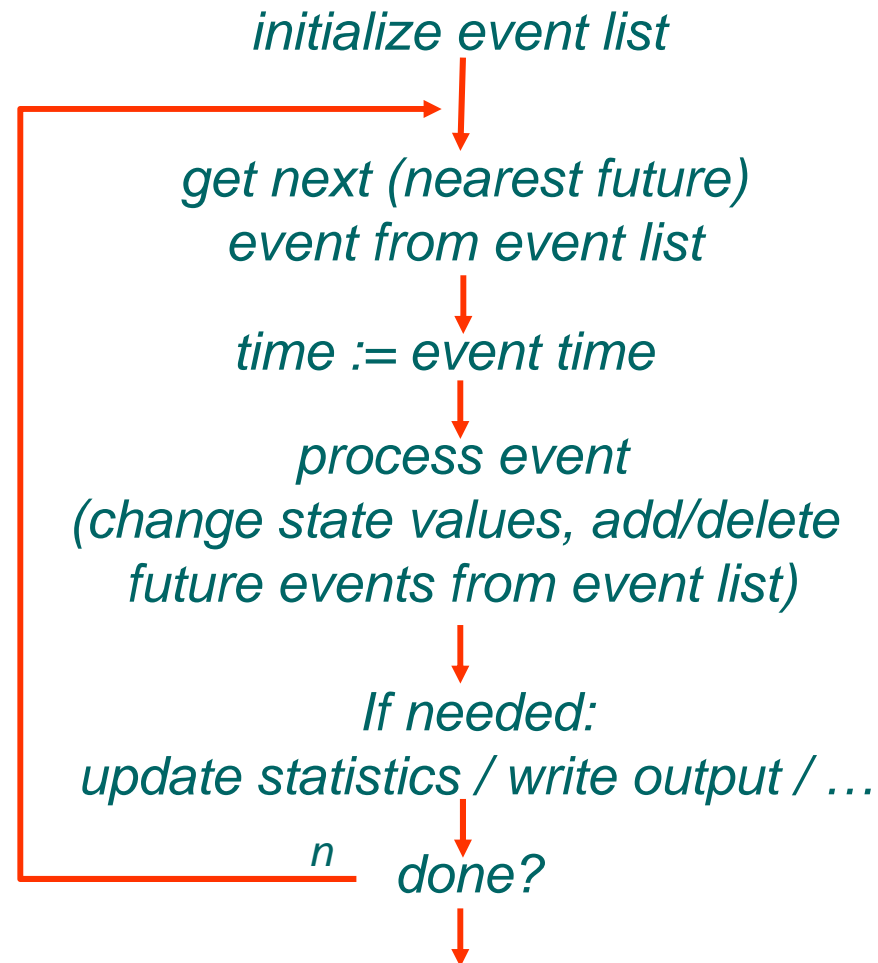 initialize event list
get next (nearest future)
event from event list
time := event time
process event
(change state values, add/delete
future events from event list)
If needed:
update statistics / write output / …
n
done?